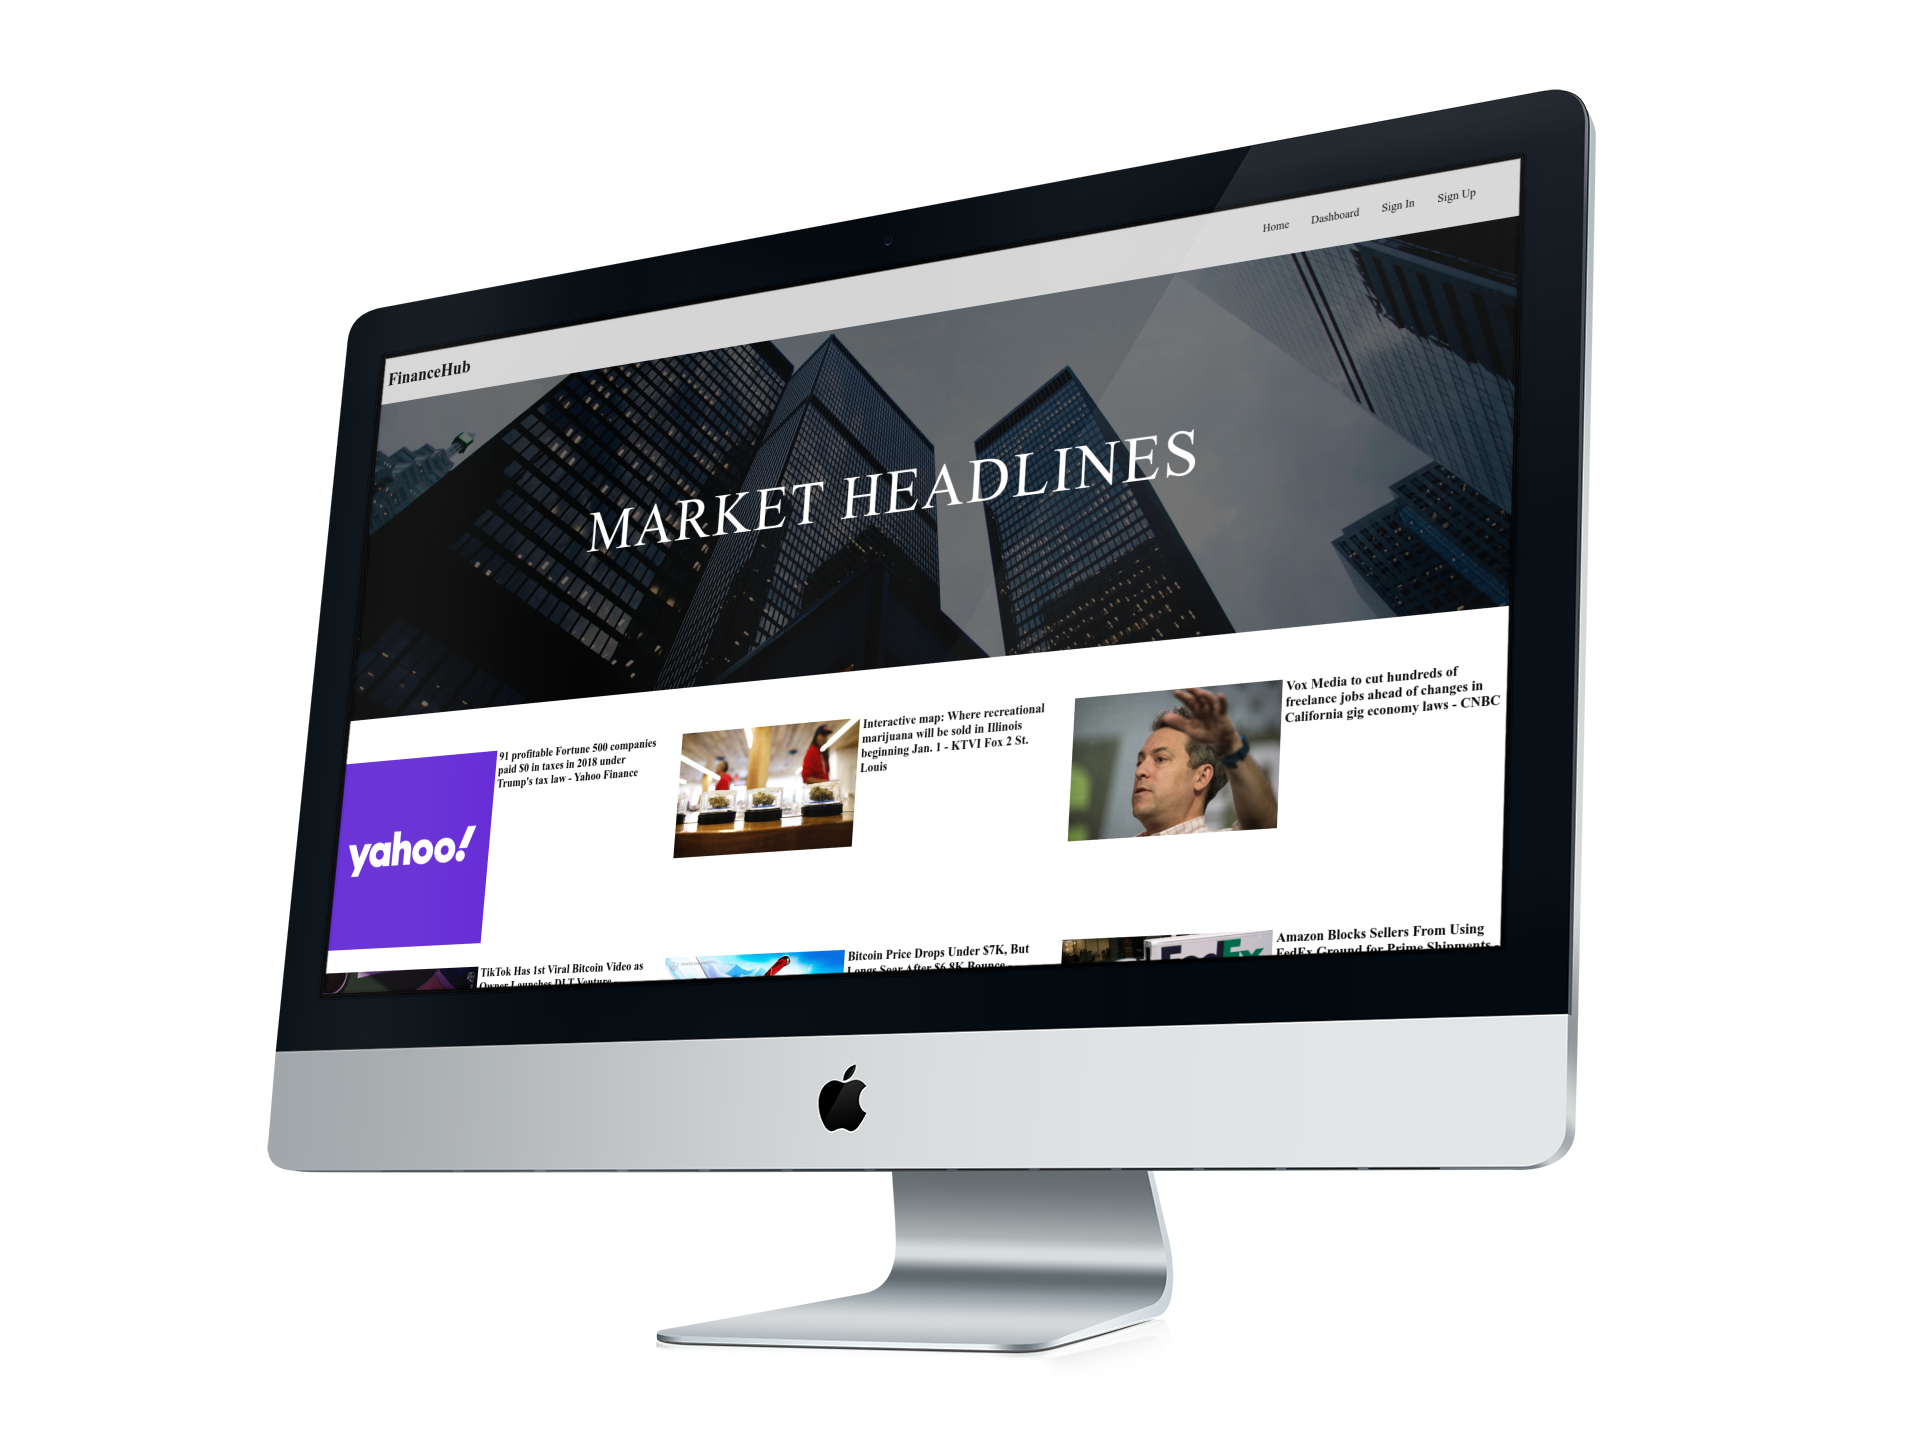 FinanceHub
Home
Dashboard
Sign In
Sign Up
MARKET HEADLINES
yahoo!
91 profitable Fortune 500 companies
paid $0 in taxes in 2018 under
Trump's tax law - Yahoo Finance
Interactive map: Where recreational
marijuana will be sold in Illinois
beginning Jan. 1 - KTVI Fox 2 St.
Louis
Vox Media to cut hundreds of
freelance jobs ahead of changes in
California gig economy laws - CNBC
TikTok Has 1st Viral Bitcoin Video as
Owner Launches DLT Venture -
Bitcoin Price Drops Under $7K, But
Longs Soar After $6.8K Bounce -
FedEx
Amazon Blocks Sellers From Using
FedEx Ground for Prime Shipments -